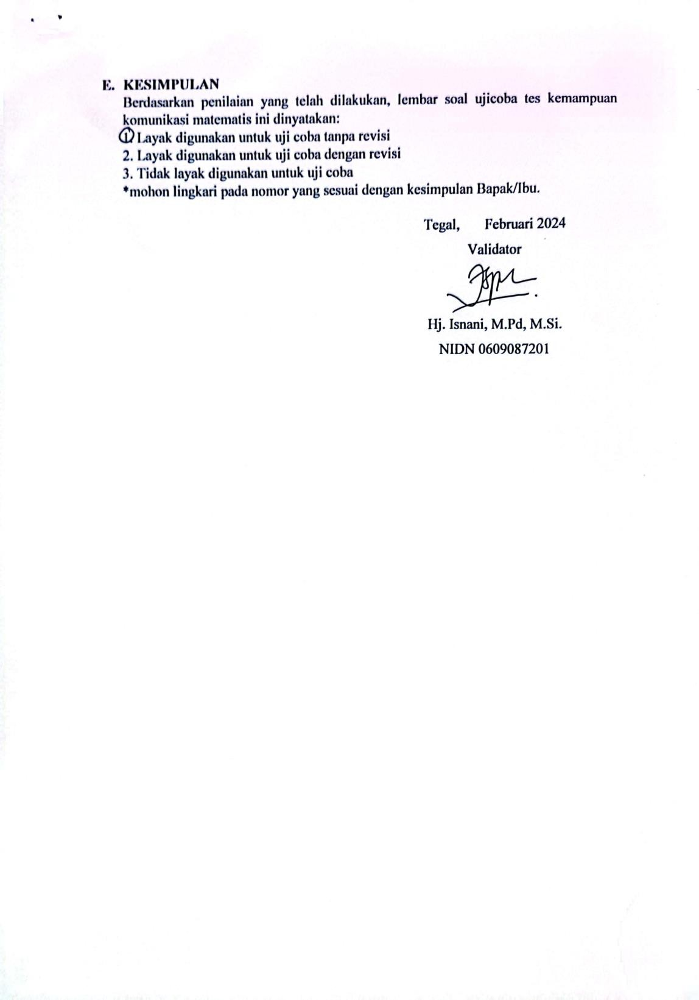 E. KESIMPULAN
Berdasarkan penilaian yang telah dilakukan, lembar soal ujicoba tes kemampuan
komunikasi matematis ini dinyatakan:
1. Layak digunakan untuk uji coba tanpa revisi
2. Layak digunakan untuk uji coba dengan revisi
3. Tidak layak digunakan untuk uji coba
*mohon lingkari pada nomor yang sesuai dengan kesimpulan Bapak/Ibu.
Tegal, Februari 2024
Validator
Hj. Isnani, M.Pd, M.Si.
NIDN 0609087201